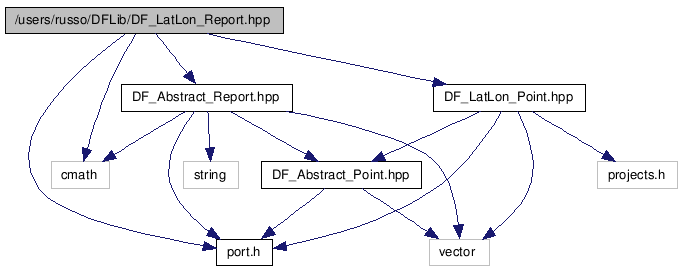 /users/russo/DFLib/DF_LatLon_Report.hpp
DF_Abstract_Report.hpp
DF_LatLon_Point.hpp
cmath
string
DF_Abstract_Point.hpp
projects.h
port.h
vector